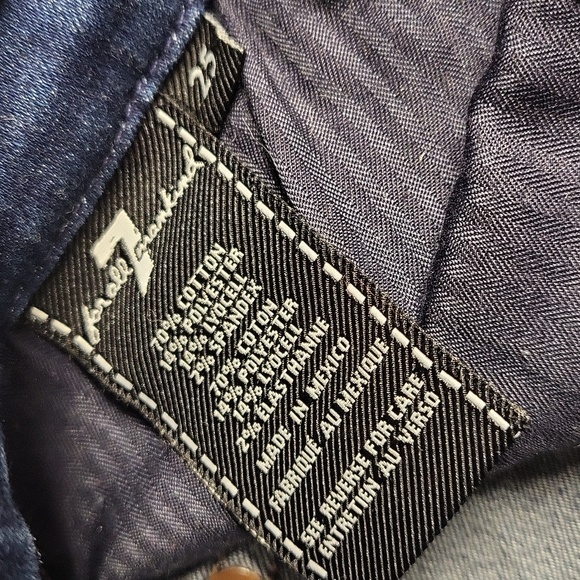 25
7
for all mankind
70% COTTON
14% POLYESTER
14% LYOCELL
2% SPANDEX
70% COTON
14% POLYESTER
14% LYOCELL
2% ELASTHANNE
MADE IN MEXICO
FABRIQUE AU MEXIQUE
SEE REVERSE FOR CARE
ENTRETIEN AU VERSO